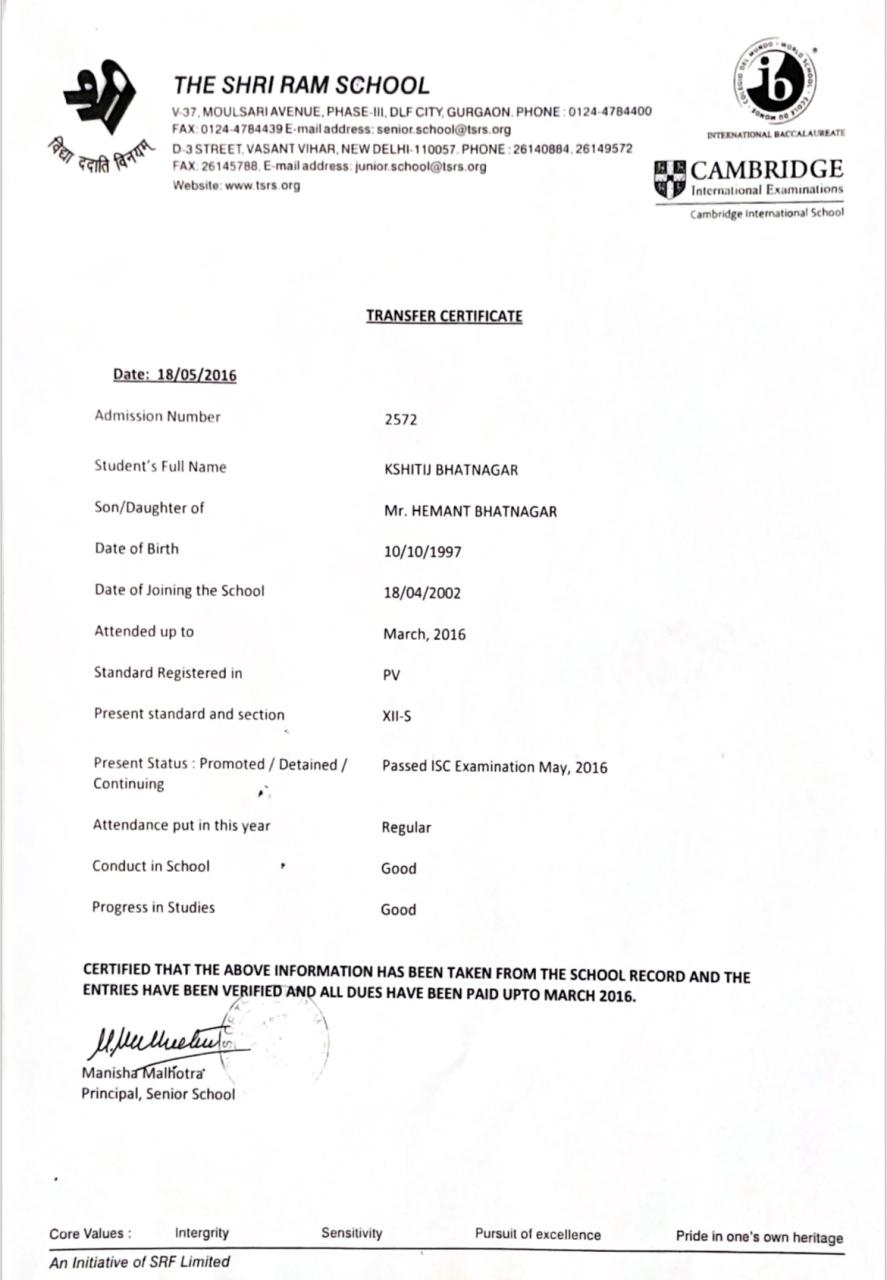 THE SHRI RAM SCHOOL
V-37, MOULSARI AVENUE, PHASE-III, DLF CITY, GURGAON. PHONE : 0124-4784400
FAX: 0124-4784439 E-mail address: senior.school@tsrs.org
D-3 STREET, VASANT VIHAR, NEW DELHI-110057. PHONE : 26140884, 26149572
FAX: 26145788, E-mail address: junior.school@tsrs.org
Website: www.tsrs.org
विद्या ददाति विनयम्
ib
INTERNATIONAL BACCALAUREATE
CAMBRIDGE
International Examinations
Cambridge International School
TRANSFER CERTIFICATE
Date: 18/05/2016
Admission Number 2572
Student's Full Name KSHITIJ BHATNAGAR
Son/Daughter of Mr. HEMANT BHATNAGAR
Date of Birth 10/10/1997
Date of Joining the School 18/04/2002
Attended up to March, 2016
Standard Registered in PV
Present standard and section XII-S
Present Status : Promoted / Detained / Passed ISC Examination May, 2016
Continuing
Attendance put in this year Regular
Conduct in School Good
Progress in Studies Good
CERTIFIED THAT THE ABOVE INFORMATION HAS BEEN TAKEN FROM THE SCHOOL RECORD AND THE
ENTRIES HAVE BEEN VERIFIED AND ALL DUES HAVE BEEN PAID UPTO MARCH 2016.
Manisha Malhotra
Principal, Senior School
Core Values : Intergrity Sensitivity Pursuit of excellence Pride in one's own heritage
An Initiative of SRF Limited